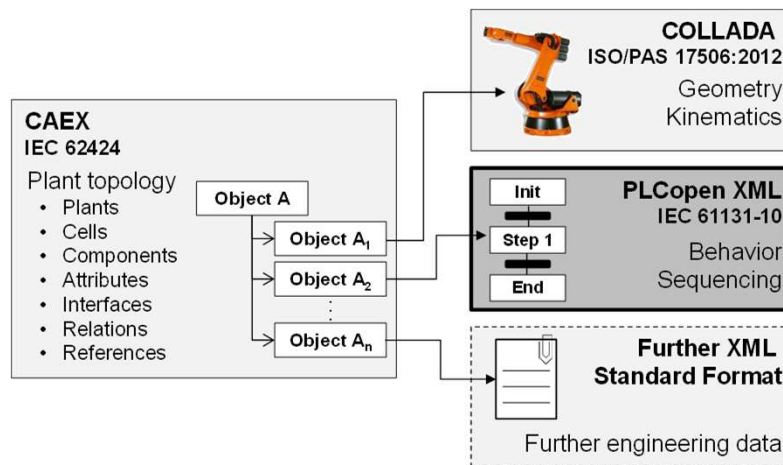 CAEX
IEC 62424
Plant topology
• Plants
• Cells
• Components
• Attributes
• Interfaces
• Relations
• References
Object A
Object A₁
Object A₂
Object Aₙ
COLLADA
ISO/PAS 17506:2012
Geometry
Kinematics
Init
Step 1
End
PLCopen XML
IEC 61131-10
Behavior
Sequencing
Further XML
Standard Format
Further engineering data